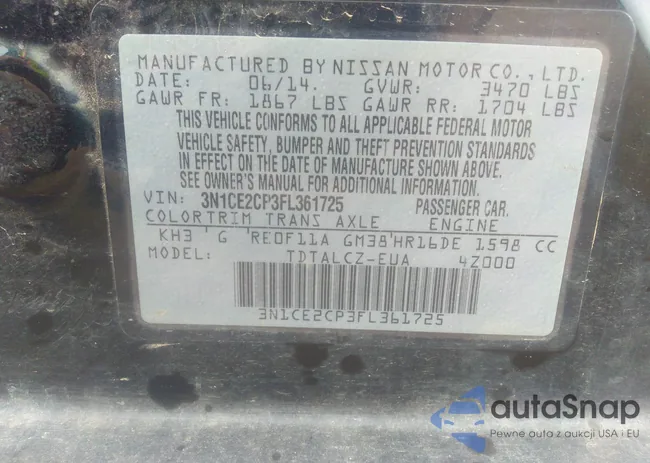 MANUFACTURED BY NISSAN MOTOR CO., LTD.
DATE: 06/14. GVWR: 3470 LBS
GAWR FR: 1867 LBS GAWR RR: 1704 LBS
THIS VEHICLE CONFORMS TO ALL APPLICABLE FEDERAL MOTOR
VEHICLE SAFETY, BUMPER AND THEFT PREVENTION STANDARDS
IN EFFECT ON THE DATE OF MANUFACTURE SHOWN ABOVE.
SEE OWNER'S MANUAL FOR ADDITIONAL INFORMATION.
VIN: 3N1CE2CP3FL361725 PASSENGER CAR.
COLORTRIM TRANS AXLE ENGINE
KH3 G RE0F11A GM38 HR16DE 1598 CC
MODEL: TDTALCZ-EUA 4Z000
3N1CE2CP3FL361725
autaSnap
Pewne auta z aukcji USA i EU